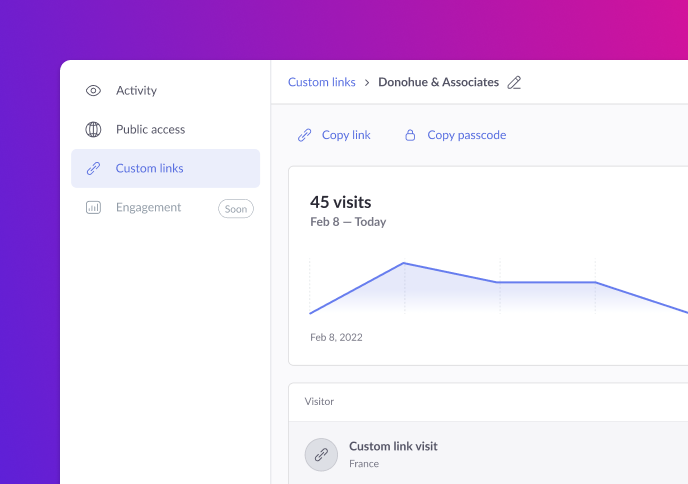 Activity
Public access
Custom links
Engagement Soon
Custom links > Donohue & Associates
Copy link Copy passcode
45 visits
Feb 8 — Today
Feb 8, 2022
Visitor
Custom link visit
France